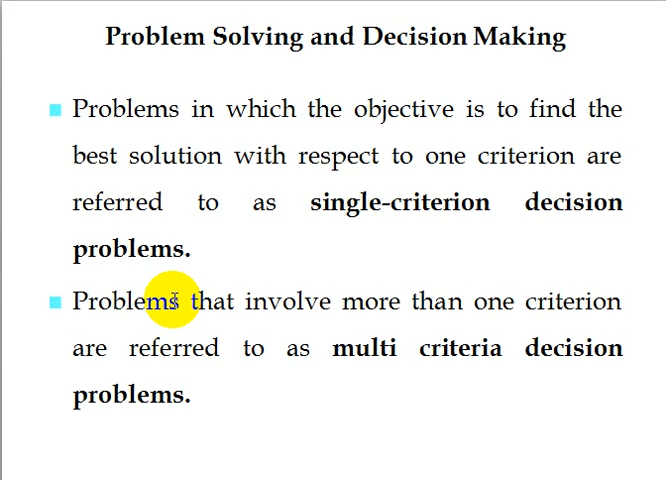 Problem Solving and Decision Making
Problems in which the objective is to find the
best solution with respect to one criterion are
referred to as single-criterion decision
problems.
Problems that involve more than one criterion
are referred to as multi criteria decision
problems.